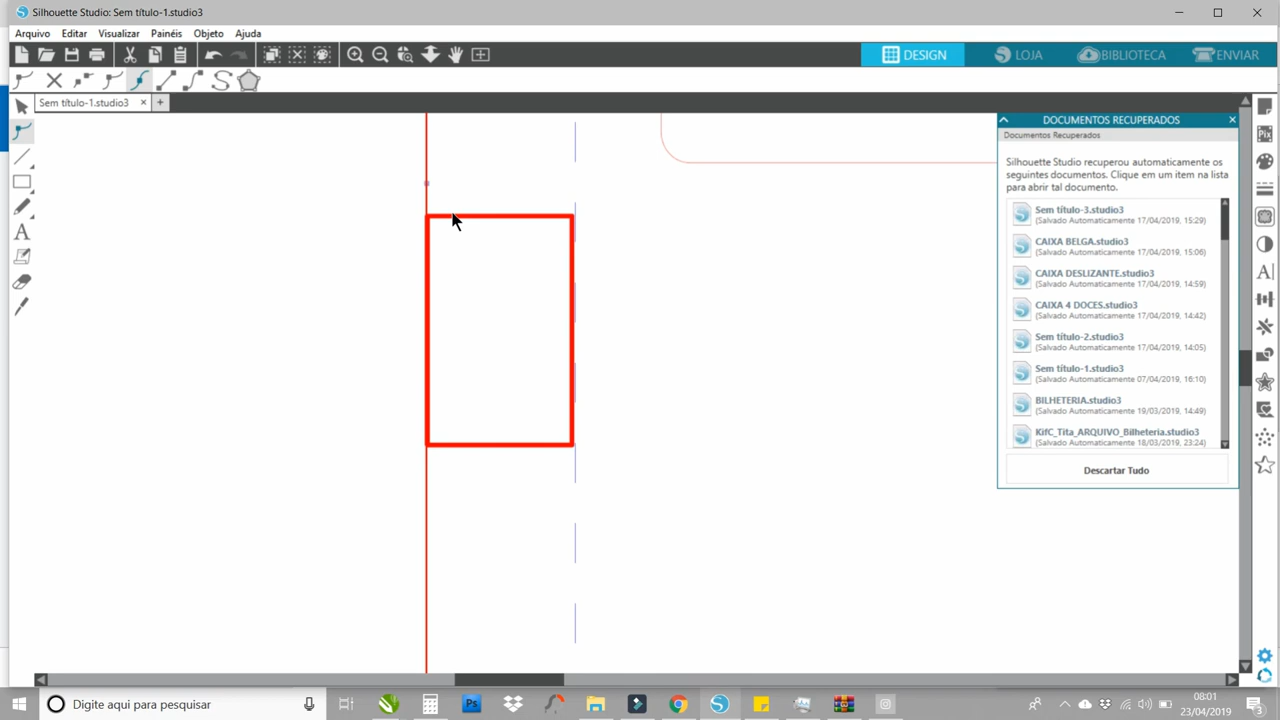 Silhouette Studio: Sem título-1.studio3
Arquivo Editar Visualizar Painéis Objeto Ajuda
DESIGN LOJA BIBLIOTECA ENVIAR
Sem título-1.studio3
DOCUMENTOS RECUPERADOS
Documentos Recuperados
Silhouette Studio recuperou automaticamente os
seguintes documentos. Clique em um item na lista
para abrir tal documento.
Sem título-3.studio3
(Salvado Automaticamente 17/04/2019, 15:29)
CAIXA BELGA.studio3
(Salvado Automaticamente 17/04/2019, 15:06)
CAIXA DESLIZANTE.studio3
(Salvado Automaticamente 17/04/2019, 14:59)
CAIXA 4 DOCES.studio3
(Salvado Automaticamente 17/04/2019, 14:42)
Sem título-2.studio3
(Salvado Automaticamente 17/04/2019, 14:05)
Sem título-1.studio3
(Salvado Automaticamente 07/04/2019, 16:10)
BILHETERIA.studio3
(Salvado Automaticamente 19/03/2019, 14:49)
KifC_Tita_ARQUIVO_Bilheteria.studio3
(Salvado Automaticamente 18/03/2019, 23:24)
Descartar Tudo
Digite aqui para pesquisar
08:01
23/04/2019
3